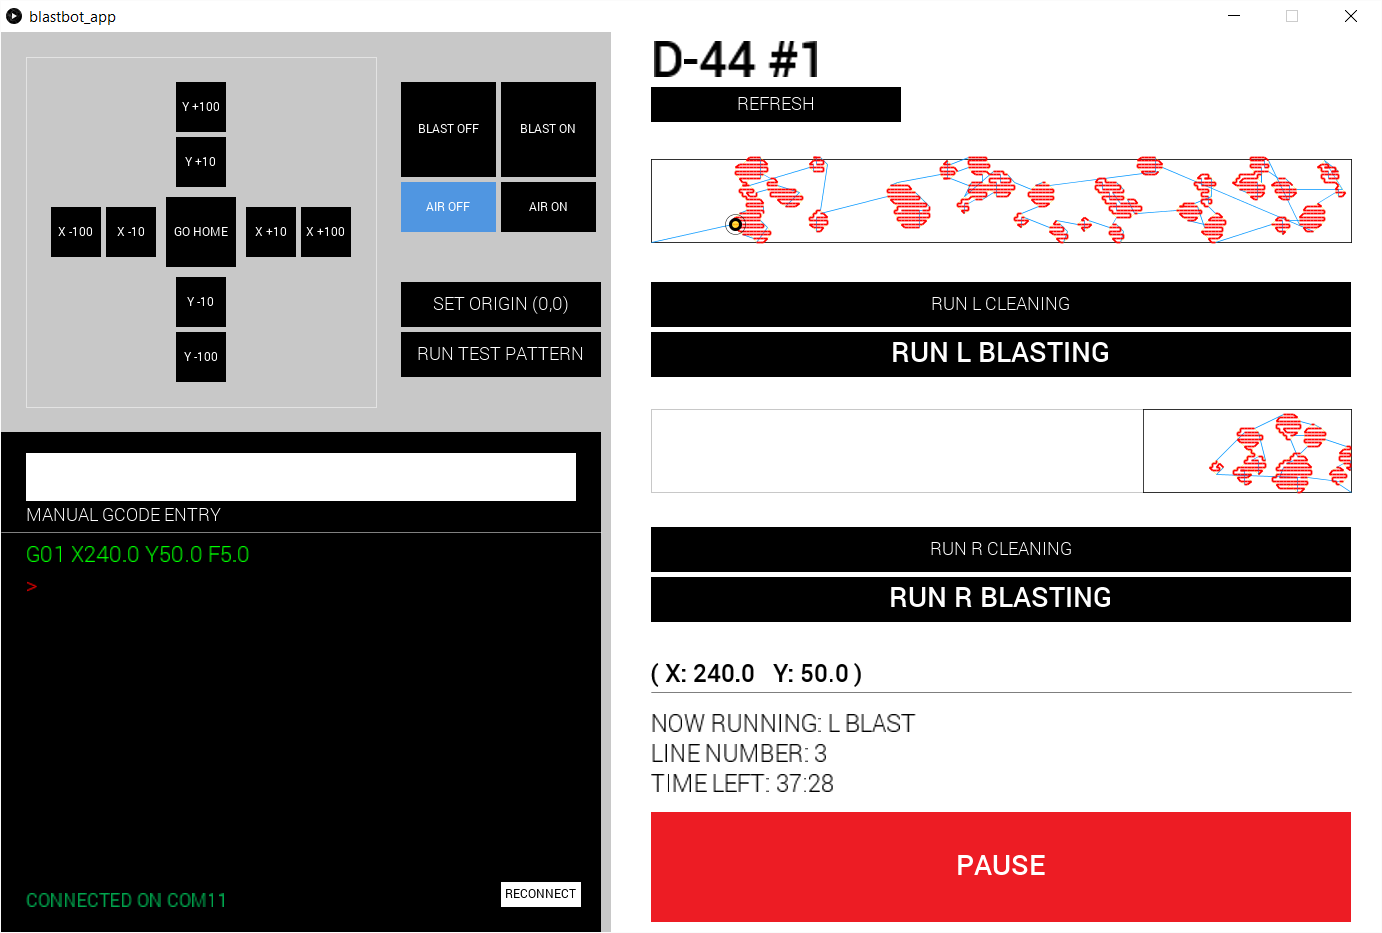 blastbot_app
Y +100
Y +10
X -100
X -10
GO HOME
X +10
X +100
Y -10
Y -100
BLAST OFF
BLAST ON
AIR OFF
AIR ON
SET ORIGIN (0,0)
RUN TEST PATTERN
MANUAL GCODE ENTRY
G01 X240.0 Y50.0 F5.0
>
CONNECTED ON COM11
RECONNECT
D-44 #1
REFRESH
RUN L CLEANING
RUN L BLASTING
RUN R CLEANING
RUN R BLASTING
( X: 240.0 Y: 50.0 )
NOW RUNNING: L BLAST
LINE NUMBER: 3
TIME LEFT: 37:28
PAUSE